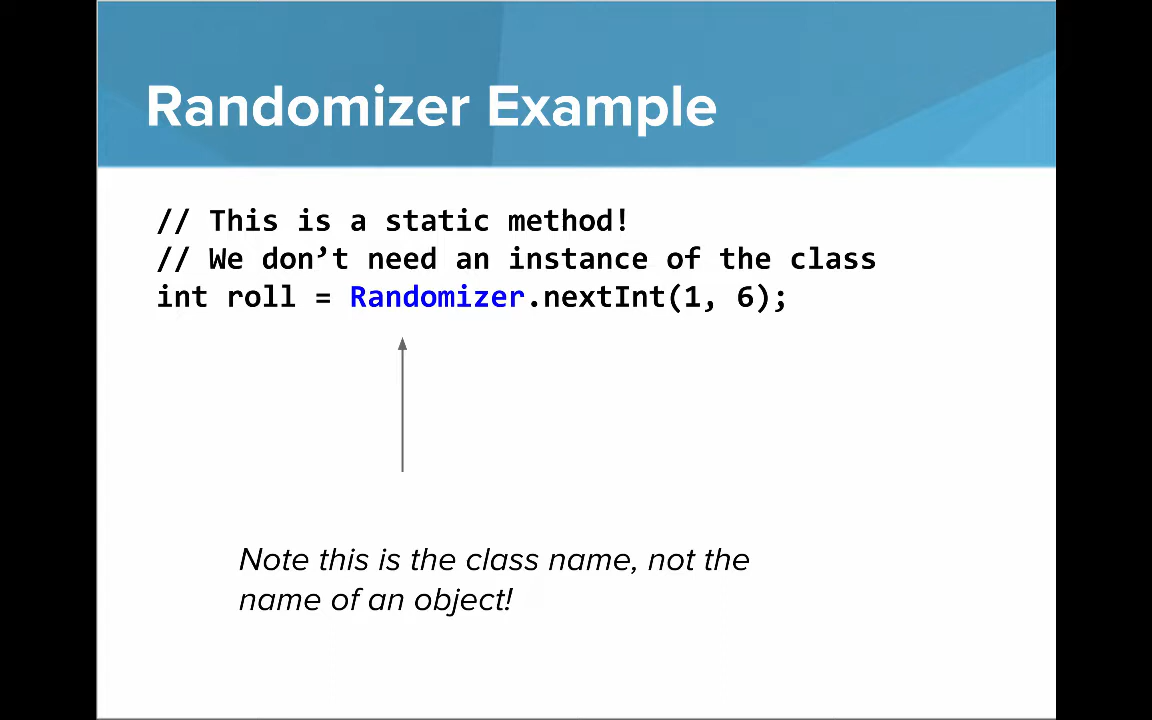 Randomizer Example
// This is a static method!
// We don’t need an instance of the class
int roll = Randomizer.nextInt(1, 6);
Note this is the class name, not the
name of an object!